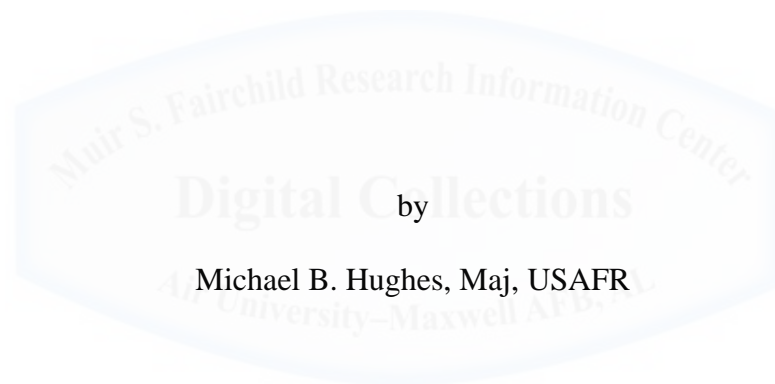 Muir S. Fairchild Research Information Center
Digital Collections
by
Michael B. Hughes, Maj, USAFR
Air University–Maxwell AFB, AL